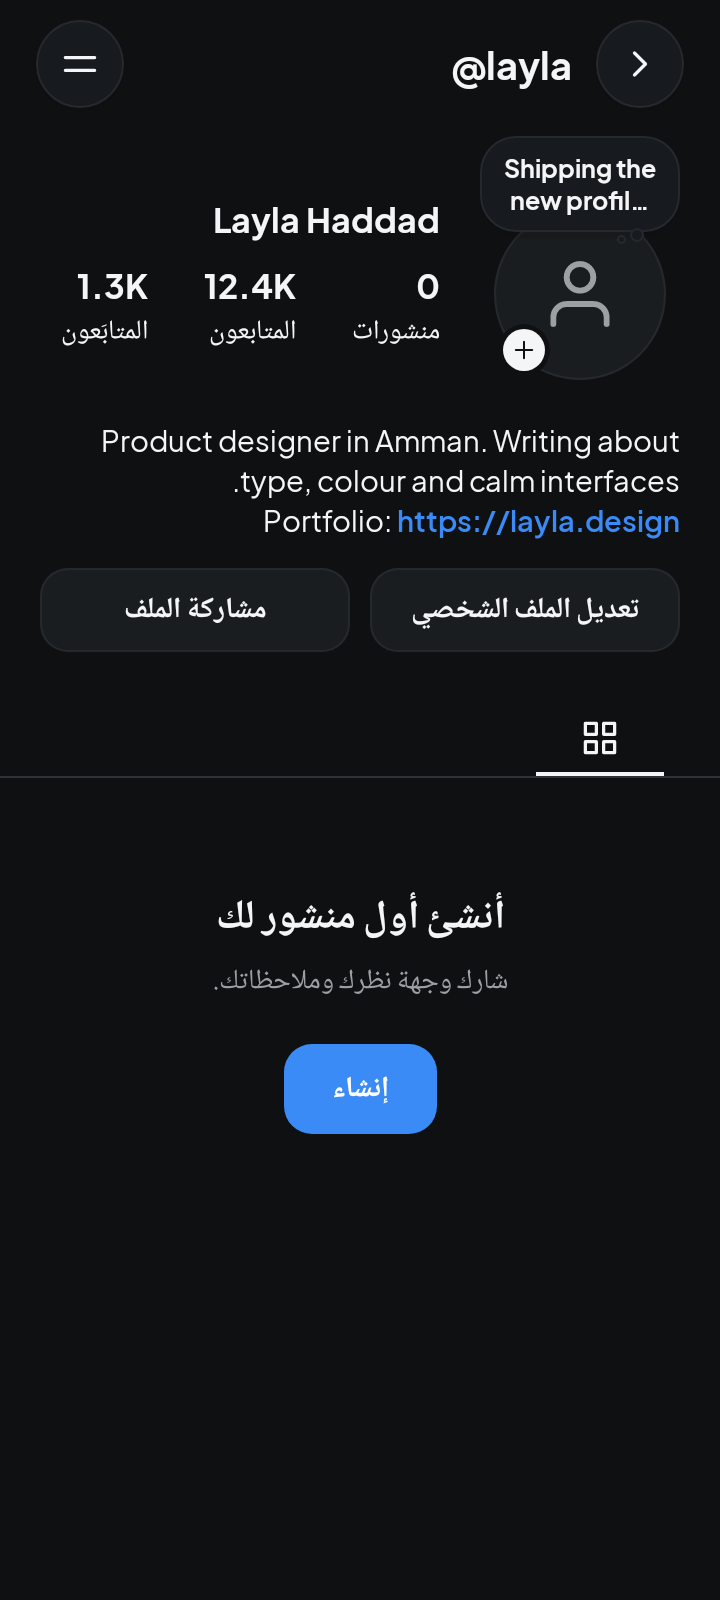 @layla
Shipping the
new profil…
Layla Haddad
0
منشورات
12.4K
المتابعون
1.3K
المتابَعون
Product designer in Amman. Writing about
type, colour and calm interfaces.
Portfolio: https://layla.design
تعديل الملف الشخصي
مشاركة الملف
أنشئ أول منشور لك
شارك وجهة نظرك وملاحظاتك.
إنشاء